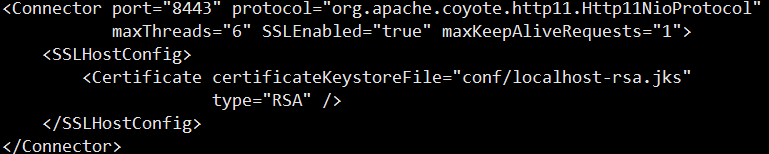 <Connector port="8443" protocol="org.apache.coyote.http11.Http11NioProtocol"
maxThreads="6" SSLEnabled="true" maxKeepAliveRequests="1">
<SSLHostConfig>
<Certificate certificateKeystoreFile="conf/localhost-rsa.jks"
type="RSA" />
</SSLHostConfig>
</Connector>